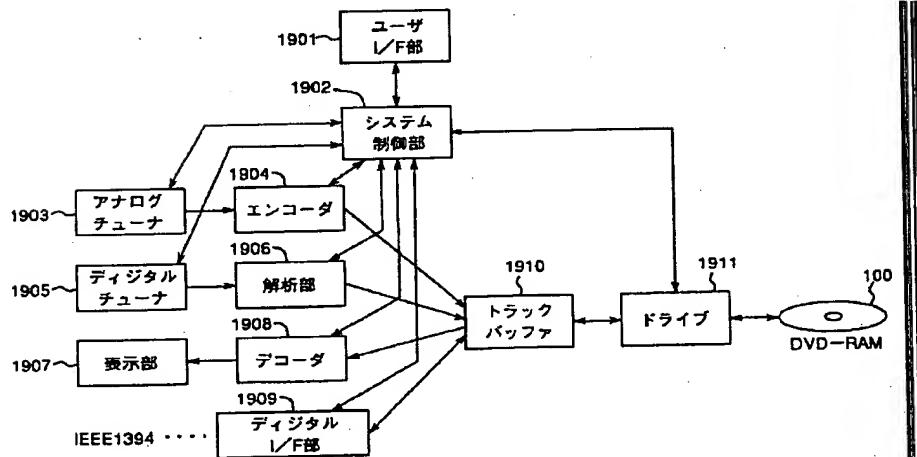 1901
ユーザ
I/F部
1902
システム
制御部
1903
アナログ
チューナ
1904
エンコーダ
1905
ディジタル
チューナ
1906
解析部
1910
トラック
バッファ
1911
ドライブ
100
DVD-RAM
1907
表示部
1908
デコーダ
1909
ディジタル
I/F部
IEEE1394 ‥‥